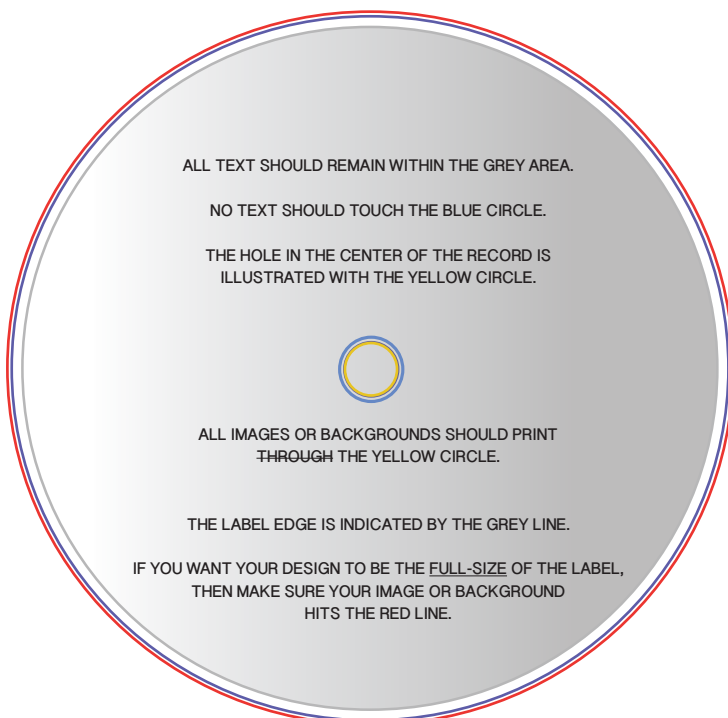 ALL TEXT SHOULD REMAIN WITHIN THE GREY AREA.
NO TEXT SHOULD TOUCH THE BLUE CIRCLE.
THE HOLE IN THE CENTER OF THE RECORD IS
ILLUSTRATED WITH THE YELLOW CIRCLE.
ALL IMAGES OR BACKGROUNDS SHOULD PRINT
THROUGH THE YELLOW CIRCLE.
THE LABEL EDGE IS INDICATED BY THE GREY LINE.
IF YOU WANT YOUR DESIGN TO BE THE FULL-SIZE OF THE LABEL,
THEN MAKE SURE YOUR IMAGE OR BACKGROUND
HITS THE RED LINE.